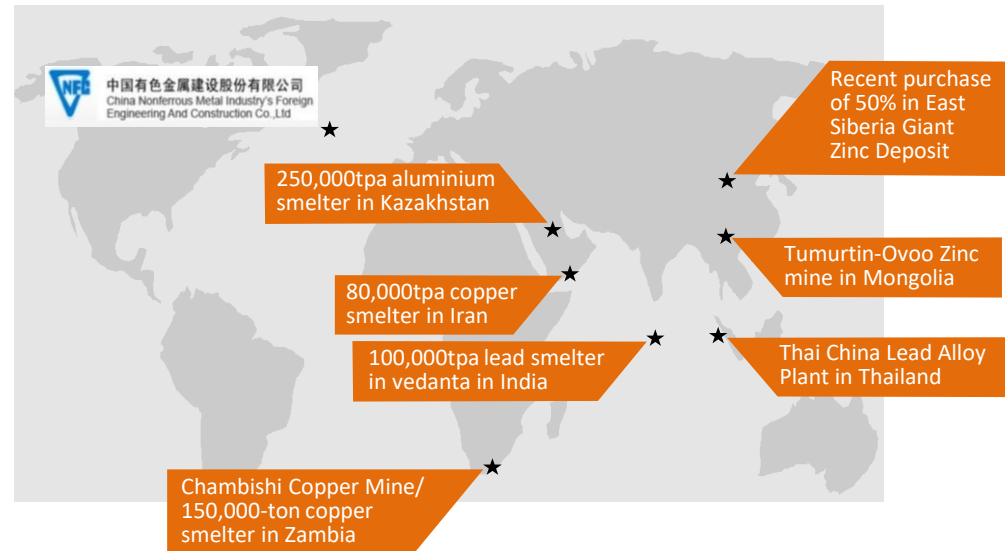 NFC
中国有色金属建设股份有限公司
China Nonferrous Metal Industry's Foreign
Engineering And Construction Co.,Ltd
Recent purchase
of 50% in East
Siberia Giant
Zinc Deposit
250,000tpa aluminium
smelter in Kazakhstan
Tumurtin-Ovoo Zinc
mine in Mongolia
80,000tpa copper
smelter in Iran
100,000tpa lead smelter
in vedanta in India
Thai China Lead Alloy
Plant in Thailand
Chambishi Copper Mine/
150,000-ton copper
smelter in Zambia